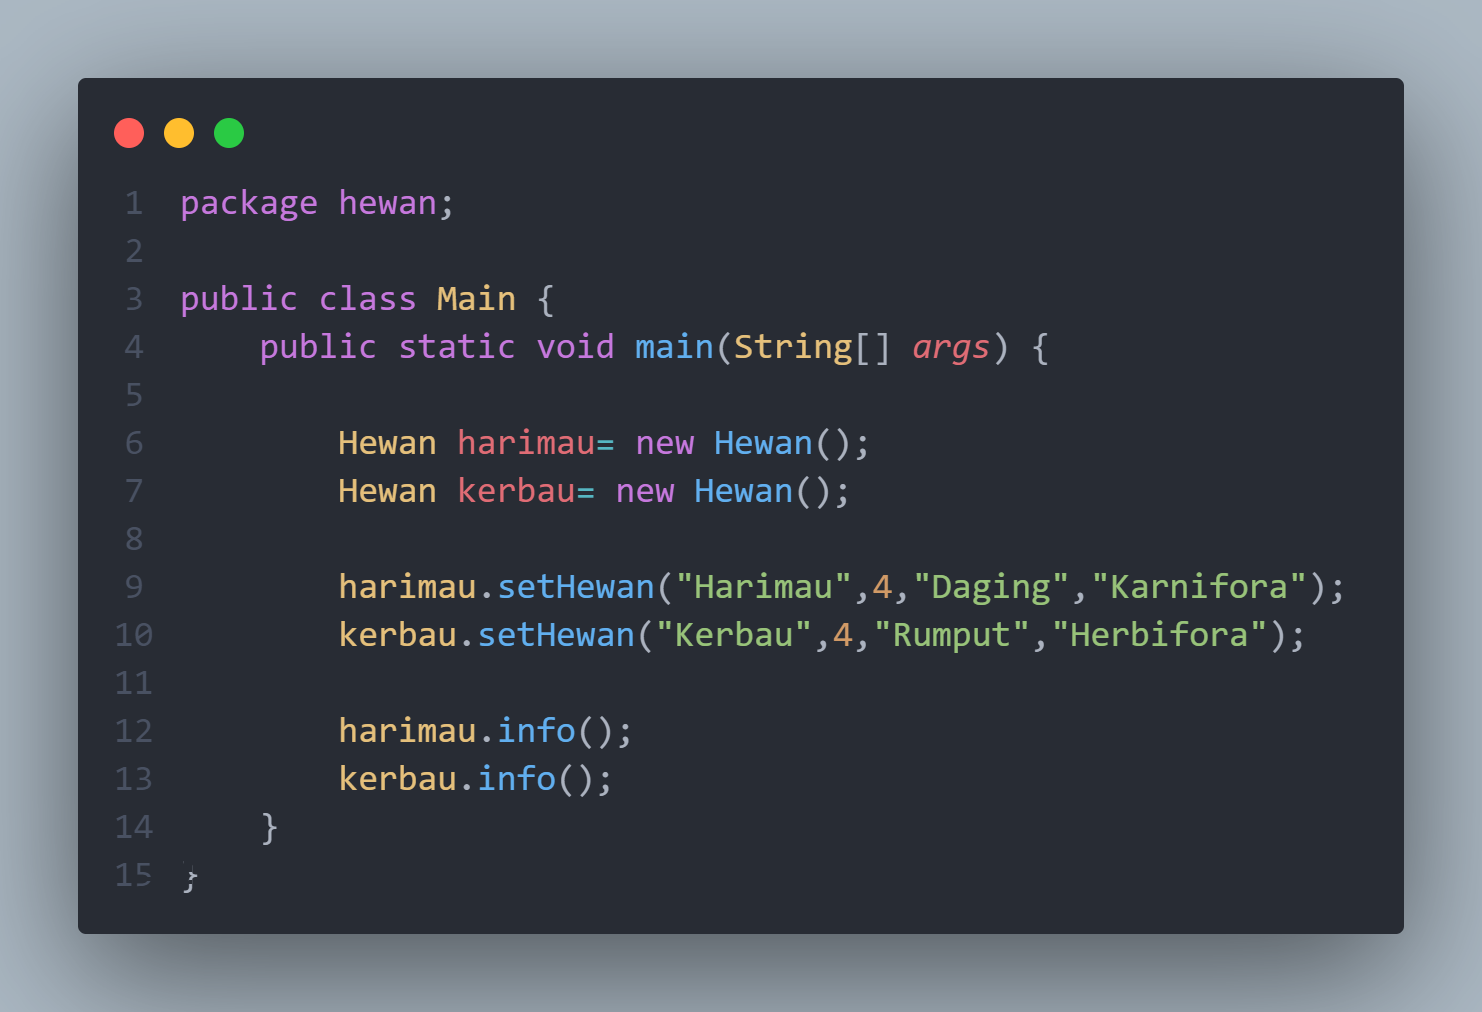 1 package hewan;
2
3 public class Main {
4     public static void main(String[] args) {
5
6         Hewan harimau= new Hewan();
7         Hewan kerbau= new Hewan();
8
9         harimau.setHewan("Harimau",4,"Daging","Karnifora");
10         kerbau.setHewan("Kerbau",4,"Rumput","Herbifora");
11
12         harimau.info();
13         kerbau.info();
14     }
15 }